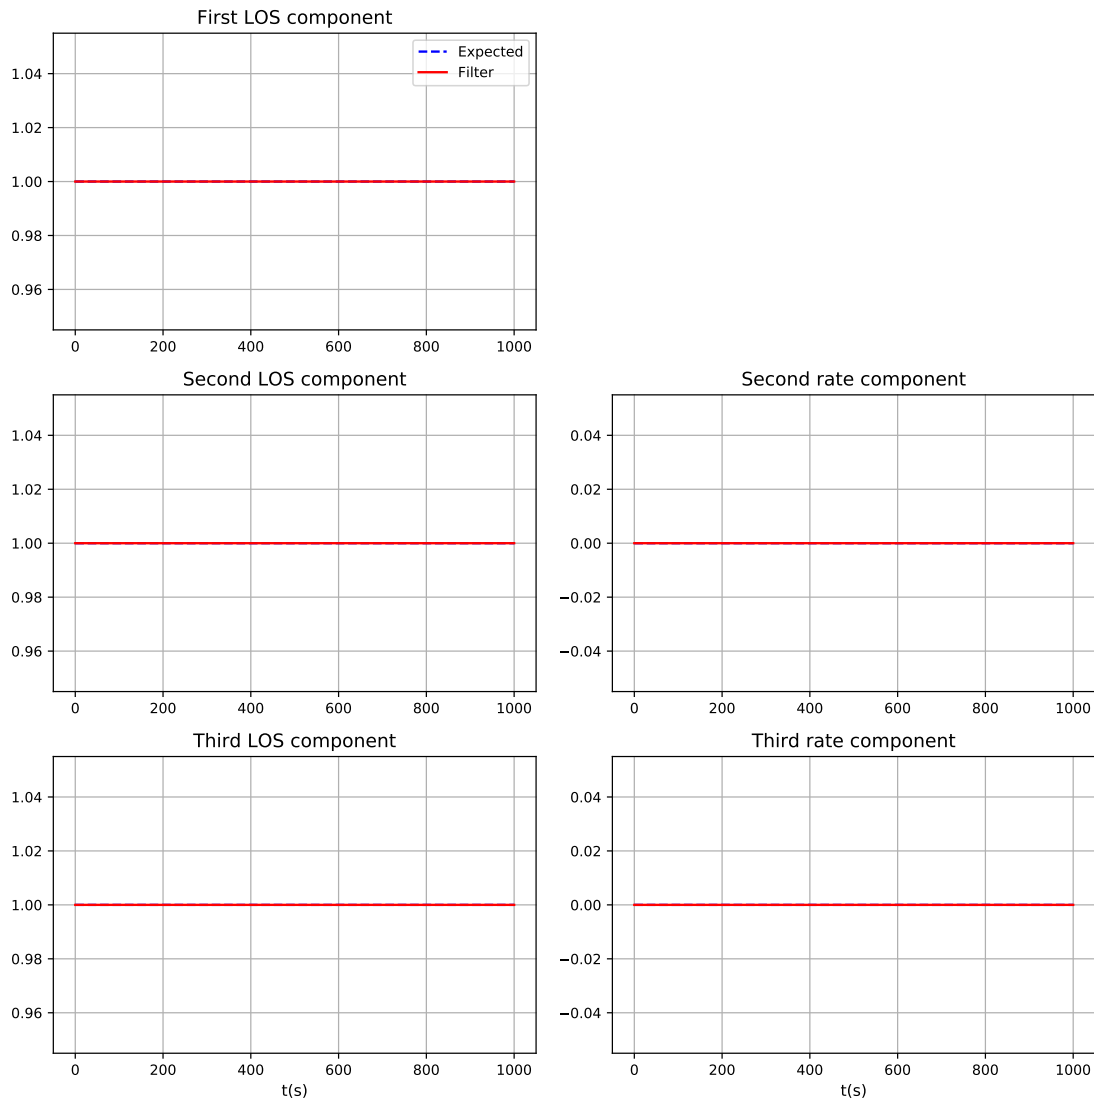 First LOS component
Expected
Filter
1.04
1.02
1.00
0.98
0.96
0 200 400 600 800 1000
Second LOS component
1.04
1.02
1.00
0.98
0.96
0 200 400 600 800 1000
Second rate component
0.04
0.02
0.00
−0.02
−0.04
0 200 400 600 800 1000
Third LOS component
1.04
1.02
1.00
0.98
0.96
0 200 400 600 800 1000
t(s)
Third rate component
0.04
0.02
0.00
−0.02
−0.04
0 200 400 600 800 1000
t(s)